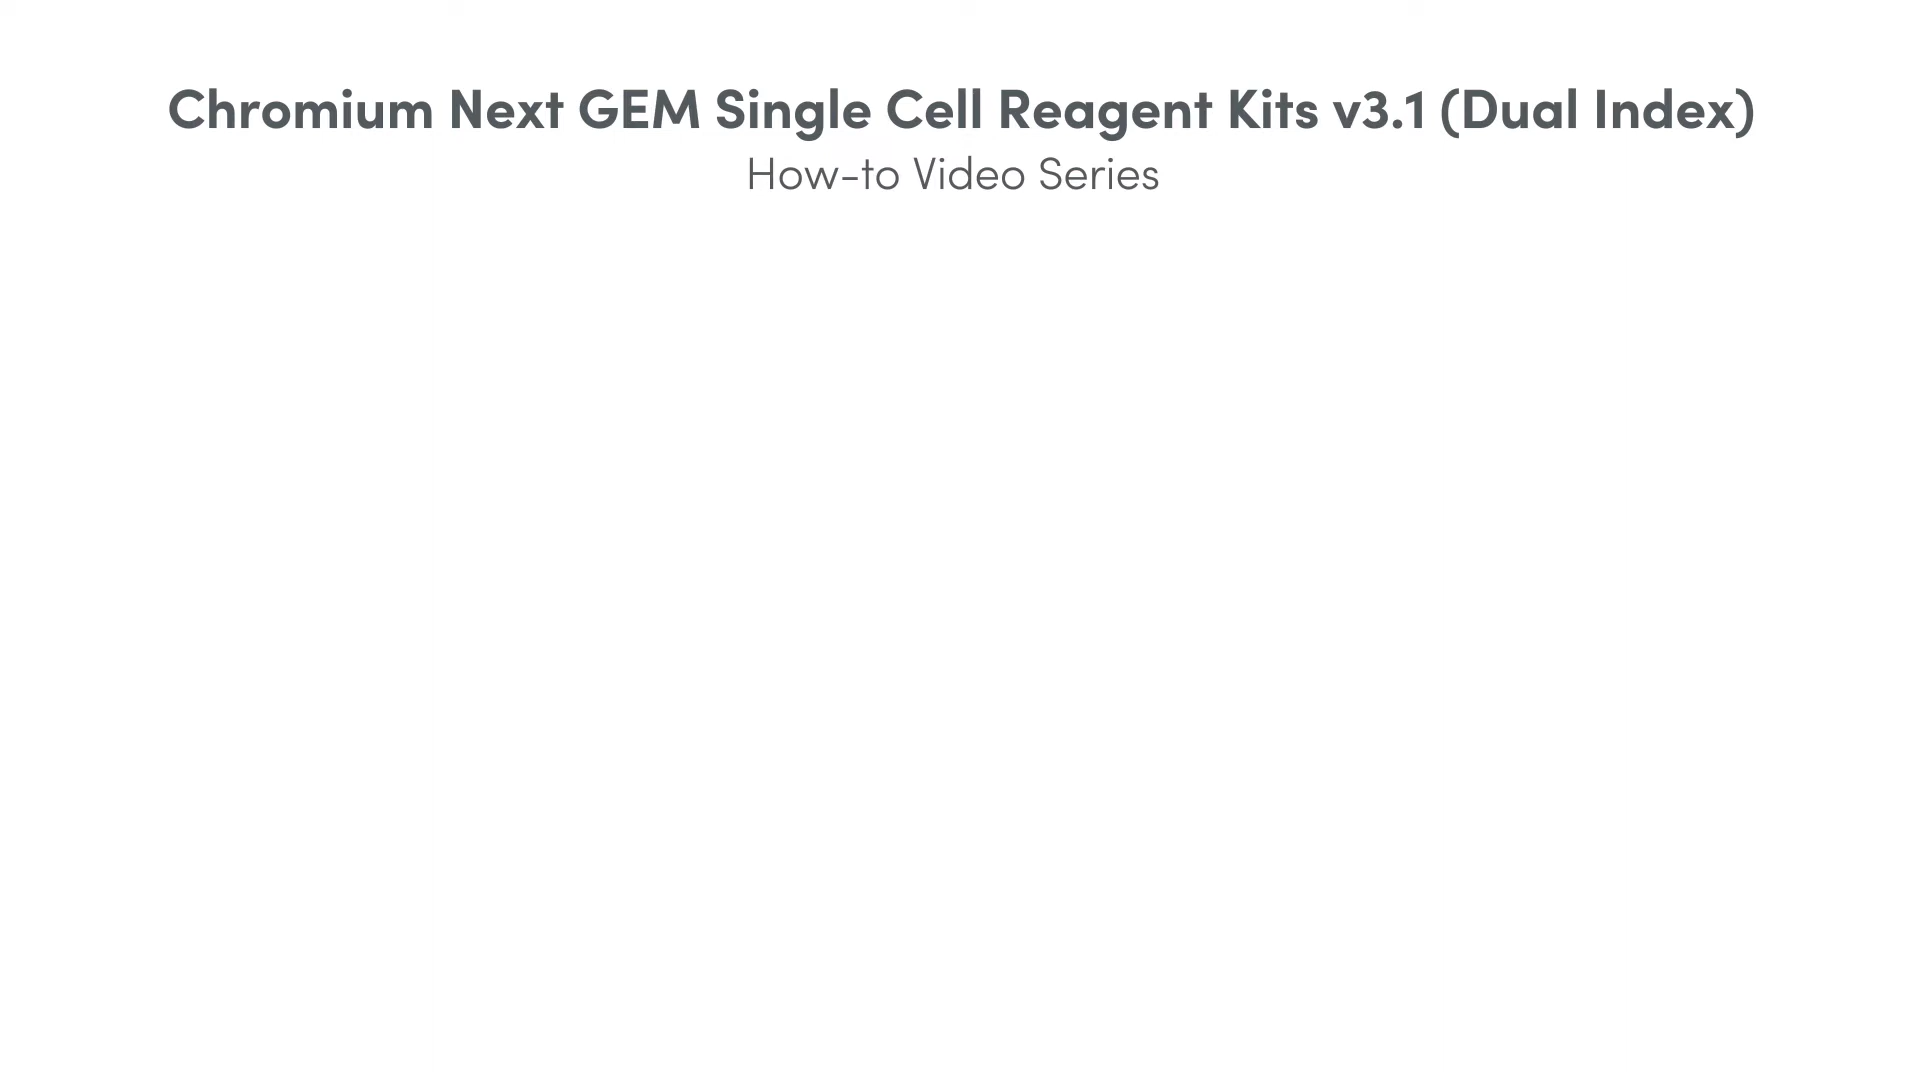 Chromium Next GEM Single Cell Reagent Kits v3.1 (Dual Index)
How-to Video Series